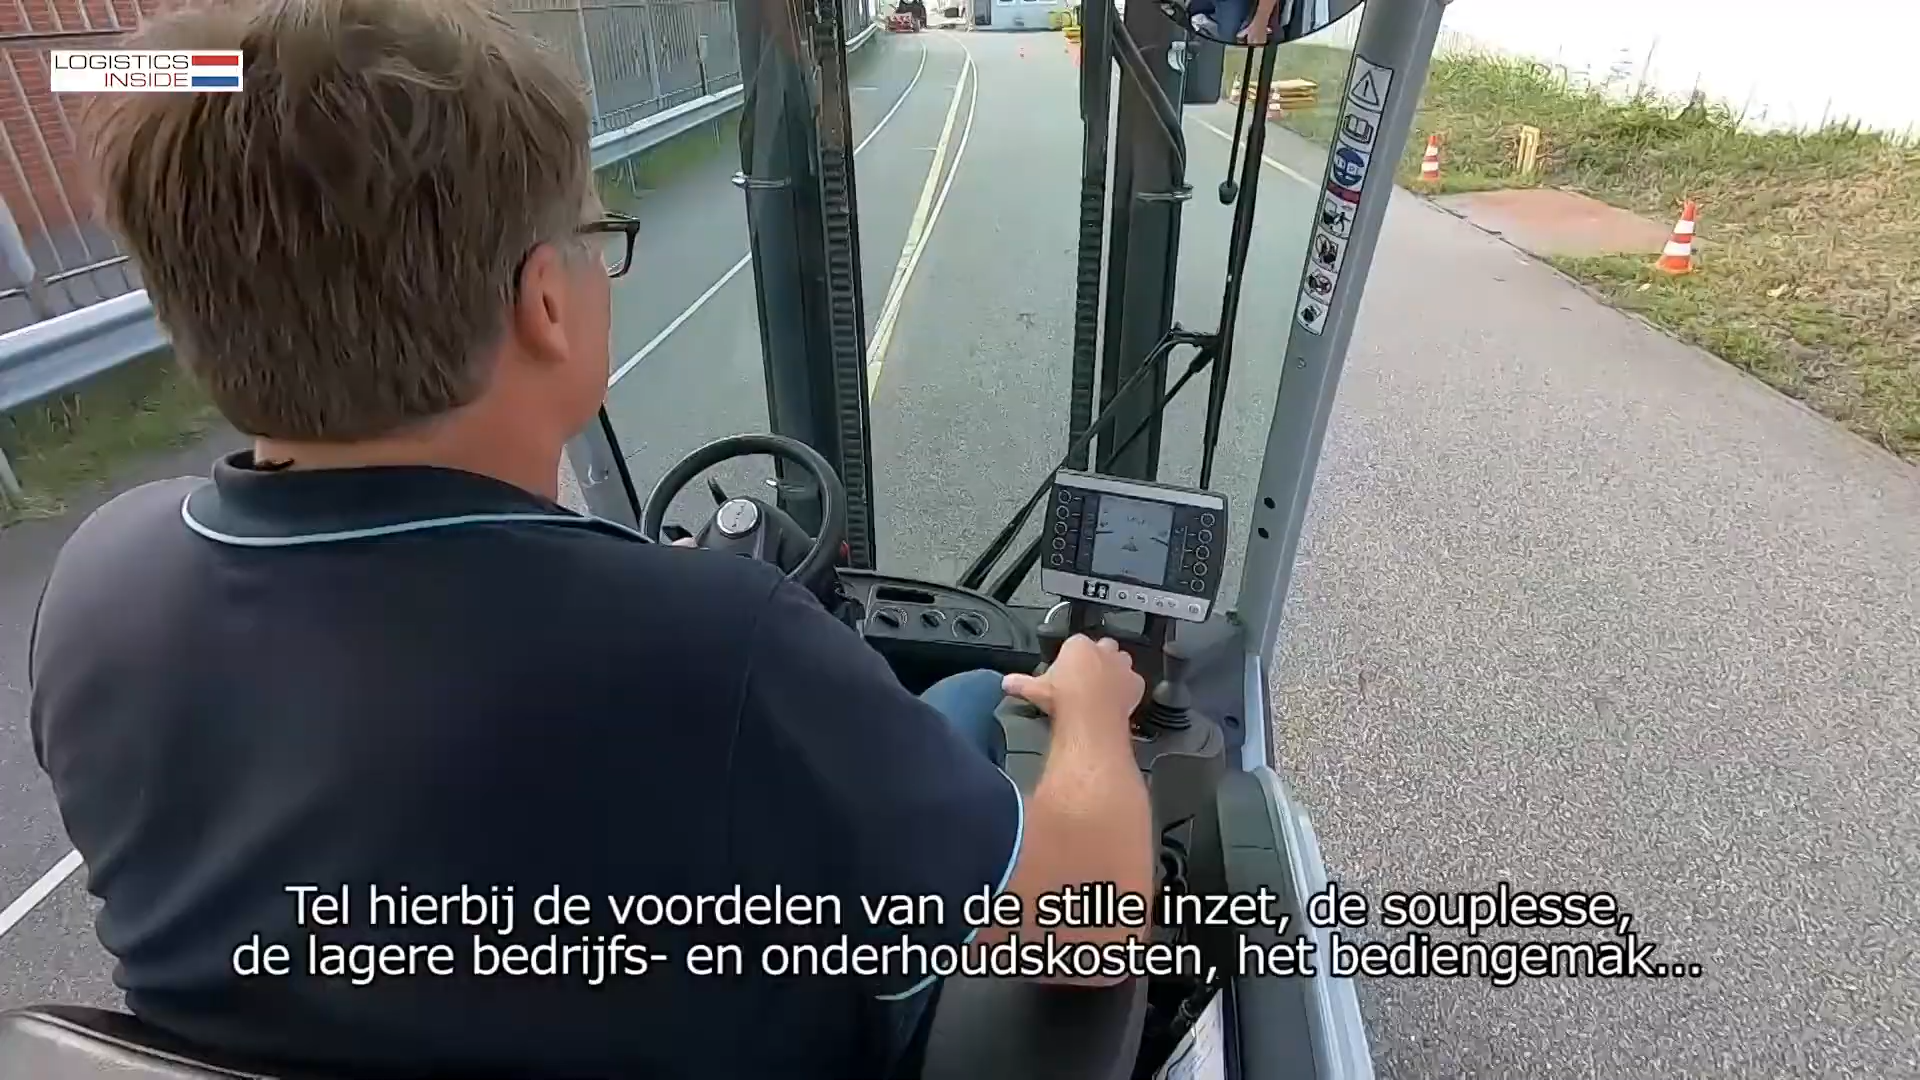 LOGISTICS
INSIDE
Tel hierbij de voordelen van de stille inzet, de souplesse,
de lagere bedrijfs- en onderhoudskosten, het bediengemak...